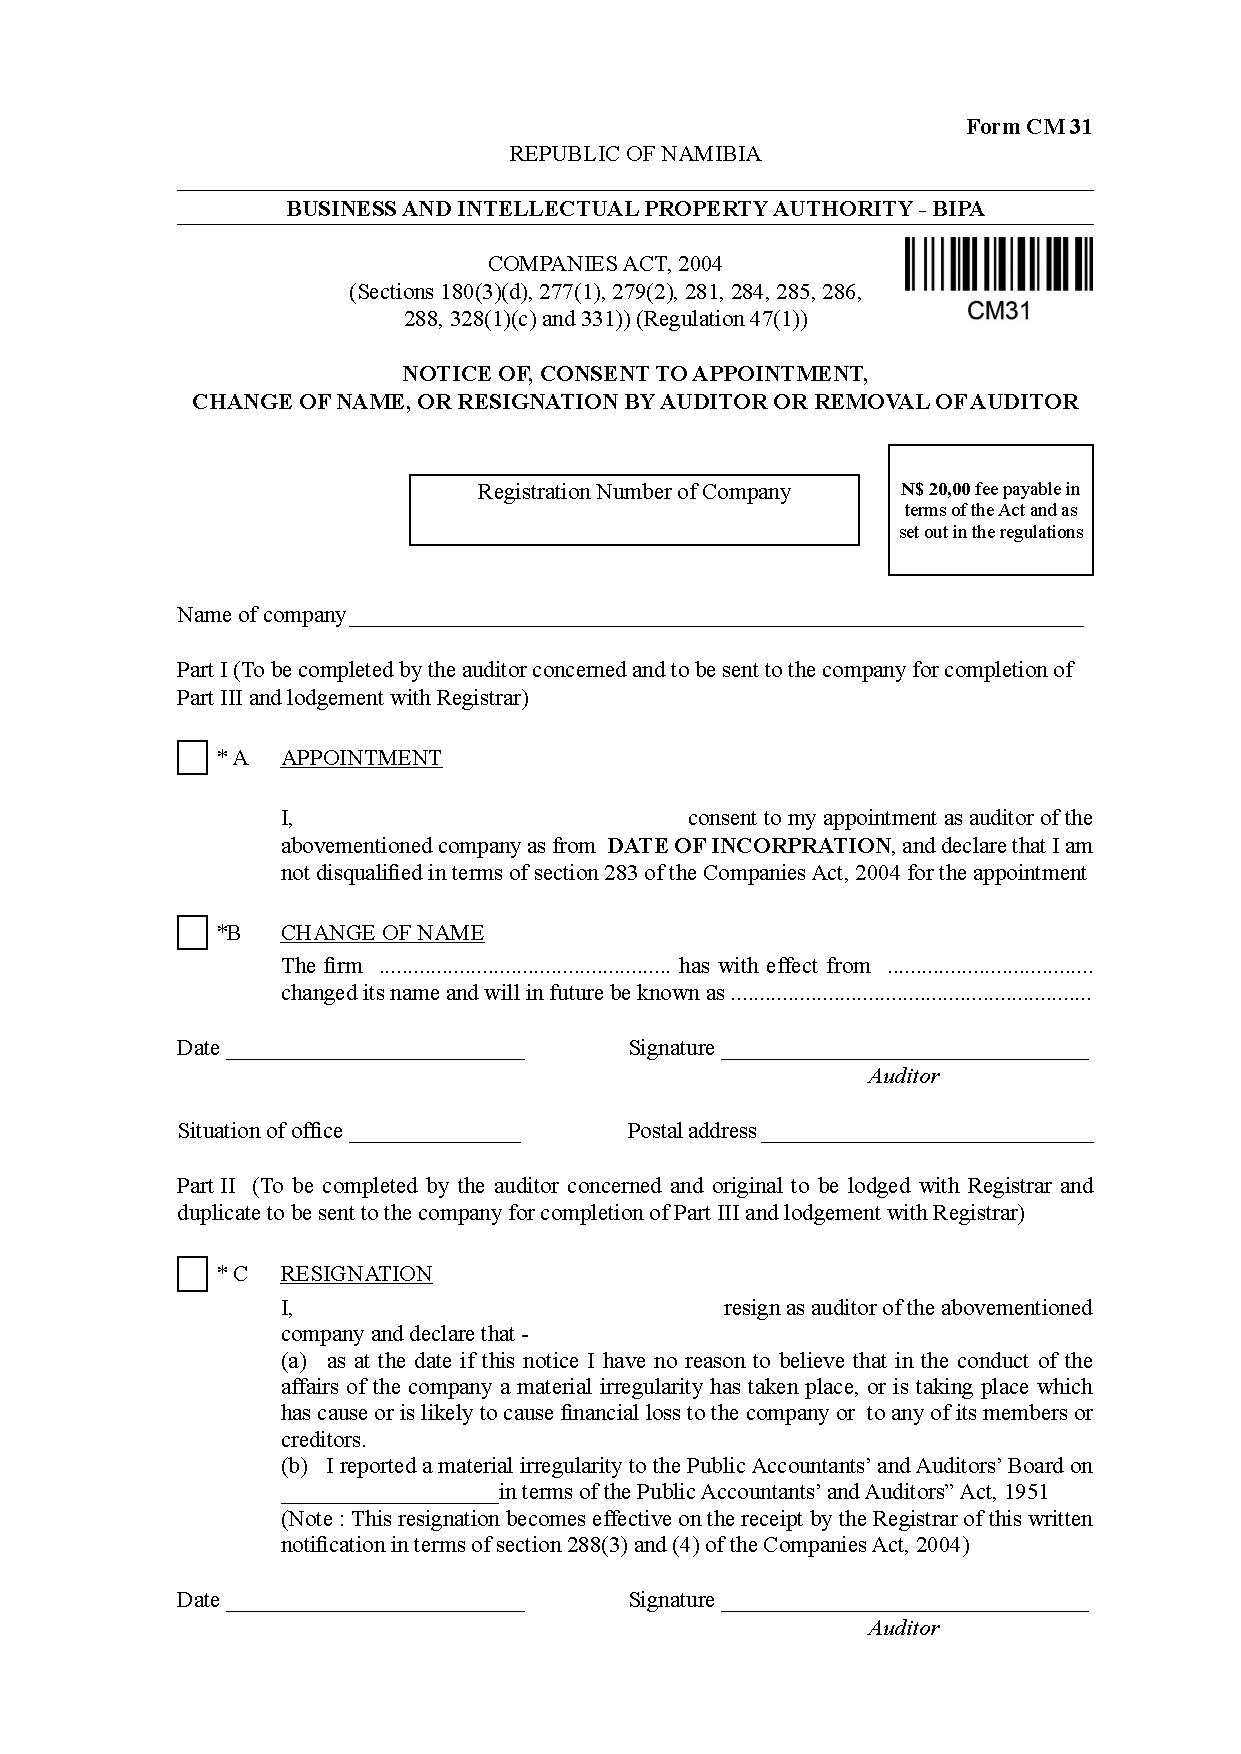 Form CM 31
REPUBLIC OF NAMIBIA
BUSINESS AND INTELLECTUAL PROPERTY AUTHORITY - BIPA
COMPANIES ACT, 2004
(Sections 180(3)(d), 277(1), 279(2), 281, 284, 285, 286,
288, 328(1)(c) and 331)) (Regulation 47(1))
CM31
NOTICE OF, CONSENT TO APPOINTMENT,
CHANGE OF NAME, OR RESIGNATION BY AUDITOR OR REMOVAL OF AUDITOR
Registration Number of Company
N$ 20,00 fee payable in
terms of the Act and as
set out in the regulations
Name of company
Part I (To be completed by the auditor concerned and to be sent to the company for completion of
Part III and lodgement with Registrar)
* A APPOINTMENT
I, consent to my appointment as auditor of the
abovementioned company as from DATE OF INCORPRATION, and declare that I am
not disqualified in terms of section 283 of the Companies Act, 2004 for the appointment
*B CHANGE OF NAME
The firm ................................................... has with effect from ....................................
changed its name and will in future be known as ...............................................................
Date __________________________ Signature ________________________________
Auditor
Situation of office _______________ Postal address _____________________________
Part II (To be completed by the auditor concerned and original to be lodged with Registrar and
duplicate to be sent to the company for completion of Part III and lodgement with Registrar)
* C RESIGNATION
I, resign as auditor of the abovementioned
company and declare that -
(a) as at the date if this notice I have no reason to believe that in the conduct of the
affairs of the company a material irregularity has taken place, or is taking place which
has cause or is likely to cause financial loss to the company or to any of its members or
creditors.
(b) I reported a material irregularity to the Public Accountants’ and Auditors’ Board on
___________________in terms of the Public Accountants’ and Auditors” Act, 1951
(Note : This resignation becomes effective on the receipt by the Registrar of this written
notification in terms of section 288(3) and (4) of the Companies Act, 2004)
Date __________________________ Signature ________________________________
Auditor